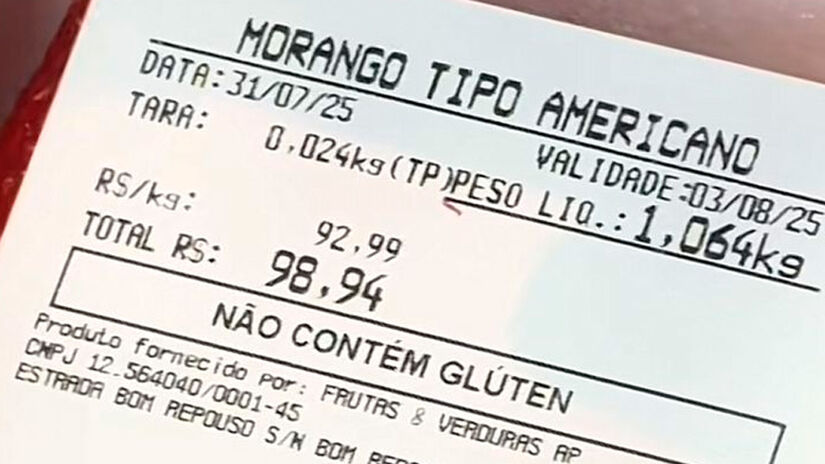 MORANGO TIPO AMERICANO
DATA:31/07/25 VALIDADE:03/08/25
TARA: 0,024kg(TP)PESO LIQ.:1,064kg
RS/kg: 92,99
TOTAL RS: 98,94
NÃO CONTÉM GLÚTEN
Produto fornecido por: FRUTAS & VERDURAS AP
CNPJ 12.564040/0001-45
ESTRADA BOM REPOUSO S/N BOM